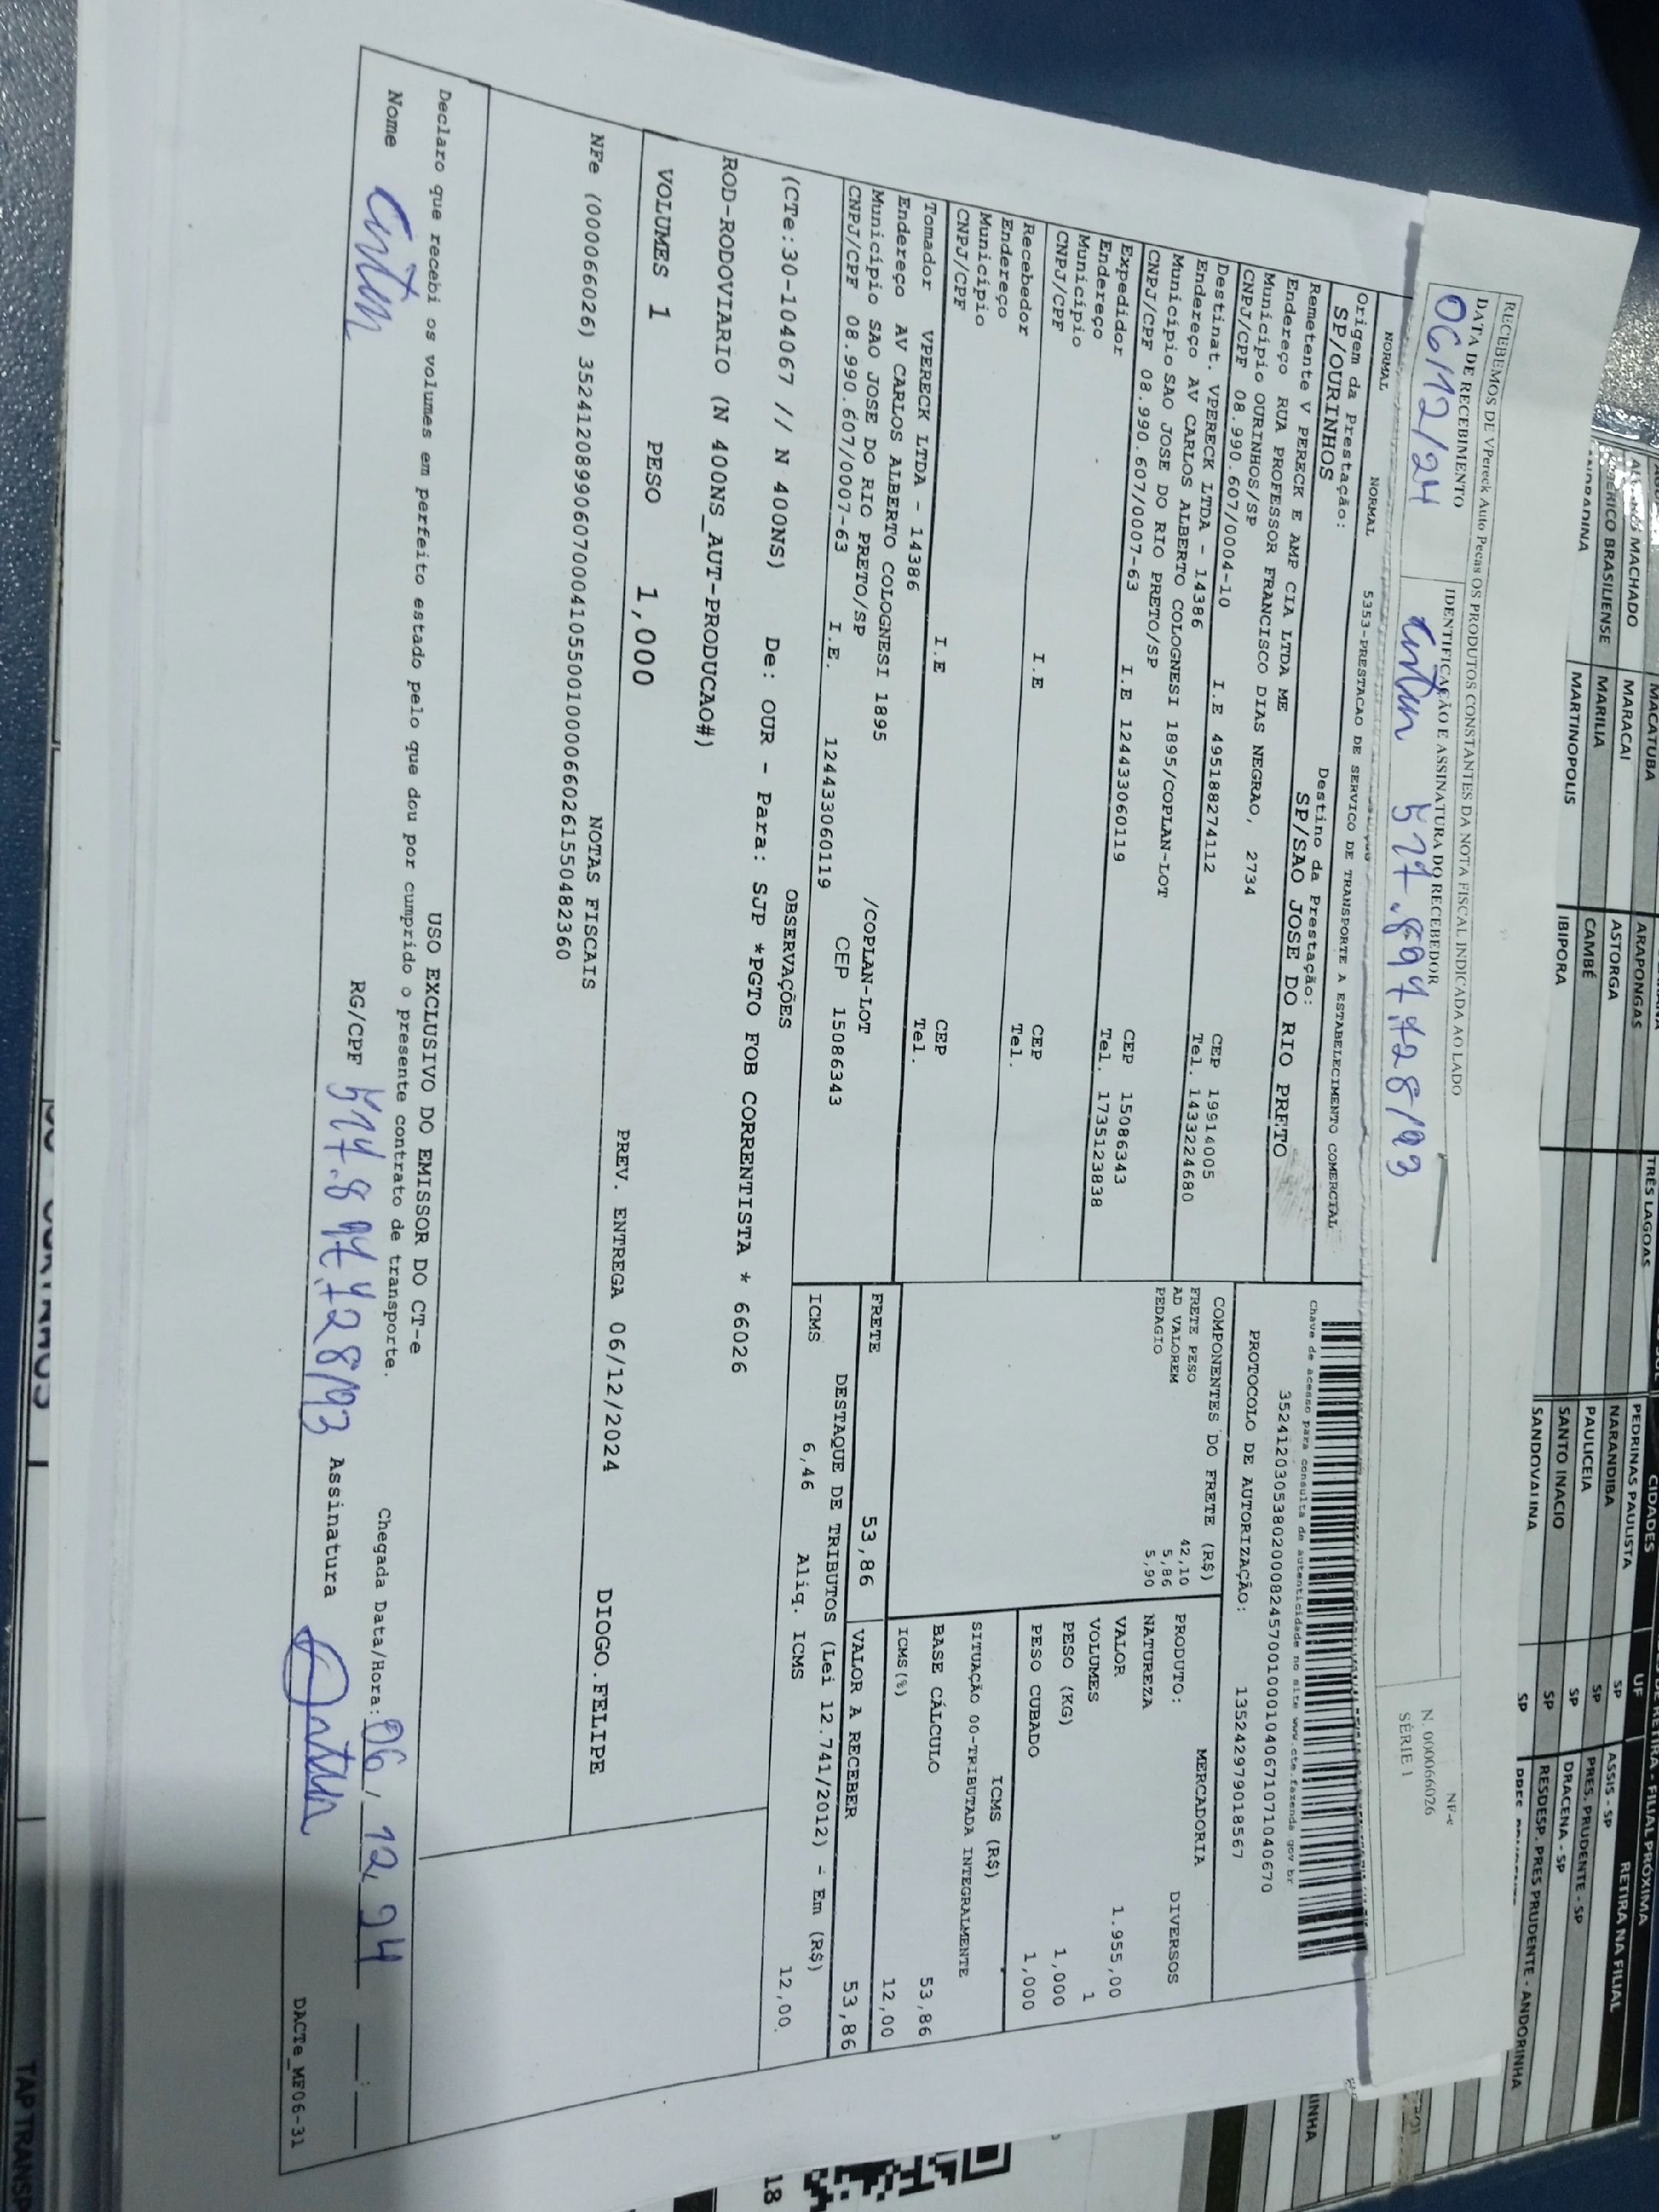 RECEBEMOS DE VPereck Auto Pecas OS PRODUTOS CONSTANTES DA NOTA FISCAL INDICADA AO LADO
DATA DE RECEBIMENTO
IDENTIFICAÇÃO E ASSINATURA DO RECEBEDOR
06/12/24
NF-e
N. 000066026
SÉRIE 1
NORMAL NORMAL 5353-PRESTACAO DE SERVICO DE TRANSPORTE A ESTABELECIMENTO COMERCIAL
Origem da Prestação:
SP/OURINHOS
Destino da Prestação:
SP/SAO JOSE DO RIO PRETO
Remetente V PERECK E AMP CIA LTDA ME
Endereço RUA PROFESSOR FRANCISCO DIAS NEGRAO, 2734
Município OURINHOS/SP CEP 19914005
CNPJ/CPF 08.990.607/0004-10 I.E 495188274112 Tel. 1433224680
Destinat. VPERECK LTDA - 14386
Endereço AV CARLOS ALBERTO COLOGNESI 1895/COPLAN-LOT
Município SAO JOSE DO RIO PRETO/SP CEP 15086343
CNPJ/CPF 08.990.607/0007-63 I.E 124433060119 Tel. 1735123838
Expedidor
Endereço
Município CEP
CNPJ/CPF I.E Tel.
Recebedor
Endereço
Município CEP
CNPJ/CPF I.E Tel.
Tomador VPERECK LTDA - 14386
Endereço AV CARLOS ALBERTO COLOGNESI 1895 /COPLAN-LOT
Município SAO JOSE DO RIO PRETO/SP
CNPJ/CPF 08.990.607/0007-63 I.E. 124433060119 CEP 15086343
Chave de acesso para consulta de autenticidade no site www.cte.fazenda.gov.br
35241203053802000824570010001040671071040670
PROTOCOLO DE AUTORIZAÇÃO: 135242979018567
COMPONENTES DO FRETE (R$)
FRETE PESO 42,10
AD VALOREM 5,86
PEDAGIO 5,90
MERCADORIA
PRODUTO: DIVERSOS
NATUREZA
VALOR 1.955,00
VOLUMES 1
PESO (KG) 1,000
PESO CUBADO 1,000
ICMS (R$)
SITUAÇÃO 00-TRIBUTADA INTEGRALMENTE
BASE CÁLCULO 53,86
ICMS(%) 12,00
FRETE 53,86
VALOR A RECEBER 53,86
DESTAQUE DE TRIBUTOS (Lei 12.741/2012) - Em (R$)
ICMS 6,46 Aliq. ICMS 12,00
OBSERVAÇÕES
(CTe:30-104067 // N 400NS) De: OUR - Para: SJP *PGTO FOB CORRENTISTA * 66026
ROD-RODOVIARIO (N 400NS_AUT-PRODUCAO#)
VOLUMES 1 PESO 1,000 PREV. ENTREGA 06/12/2024 DIOGO.FELIPE
NOTAS FISCAIS
NFe (000066026) 35241208990607000410550010000660261550482360
USO EXCLUSIVO DO EMISSOR DO CT-e
Declaro que recebi os volumes em perfeito estado pelo que dou por cumprido o presente contrato de transporte.
Chegada Data/Hora: 06/12/24
Nome RG/CPF Assinatura
DACTe_MF06-31
MACATUBA
MACHADO MARACAI
BRASILIENSE MARILIA
MARTINOPOLIS
ARAPONGAS
ASTORGA
CAMBÉ
IBIPORA
TRÊS LAGOAS
CIDADES UF RETIRA NA FILIAL
PEDRINAS PAULISTA SP ASSIS - SP
NARANDIBA SP PRES. PRUDENTE - SP
PAULICEIA SP DRACENA - SP
SANTO INACIO SP RESDESP. PRES PRUDENTE - ANDORINHA
SANDOVALINA SP
RETIRA - FILIAL PRÓXIMA
18
TAP TRANSP